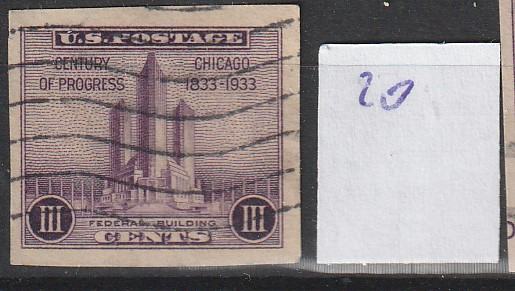 U.S. POSTAGE
CENTURY OF PROGRESS
CHICAGO 1833-1933
III
III
FEDERAL BUILDING
CENTS
20